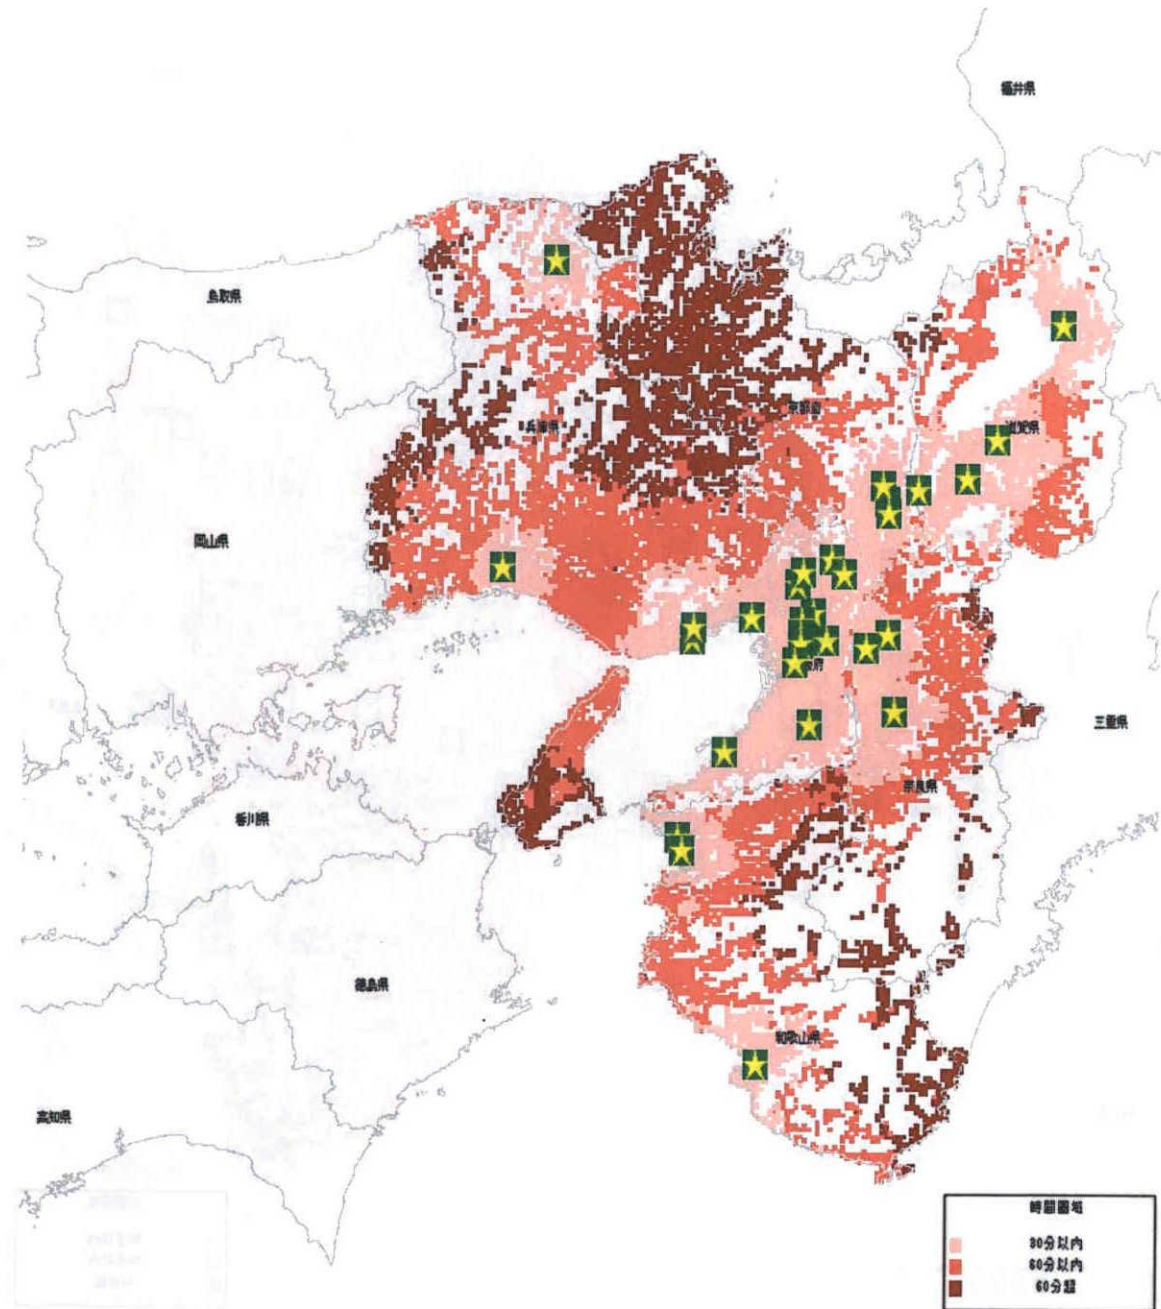 福井県
鳥取県
京都府
兵庫県
滋賀県
岡山県
府
三重県
奈良県
香川県
徳島県
和歌山県
高知県
時間圏域
30分以内
60分以内
60分超